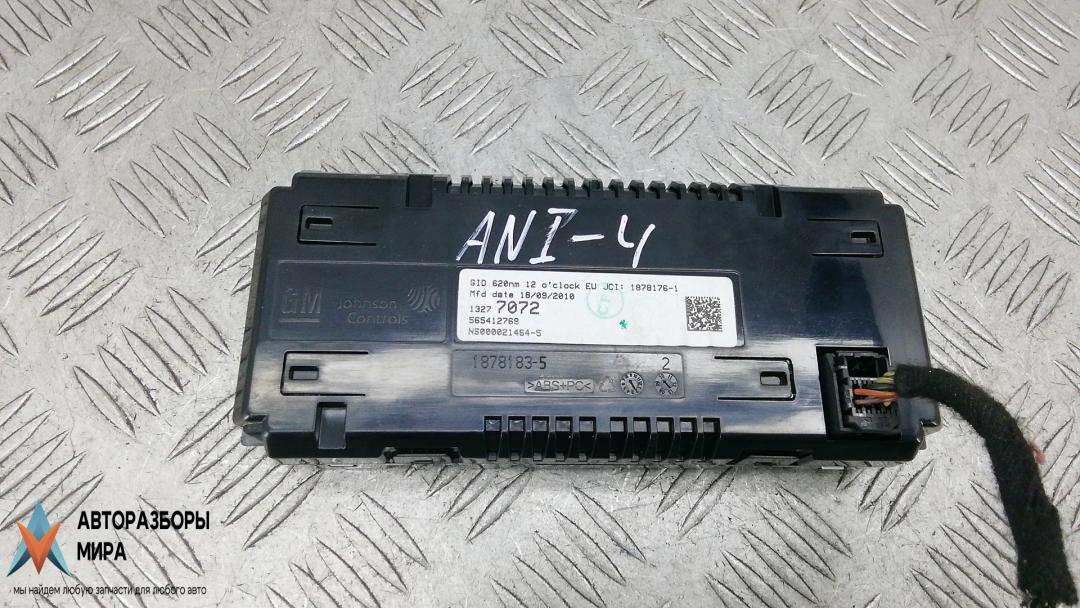 ANI-4
GID 620nm 12 o'clock EU JCI: 1878176-1
Mfd date 18/09/2010
1327 7072
565412769
NS000021464-5
GM
Johnson
Controls
1878183-5
2
>ABS+PC<
АВТОРАЗБОРЫ
МИРА
мы найдем любую запчасти для любого авто